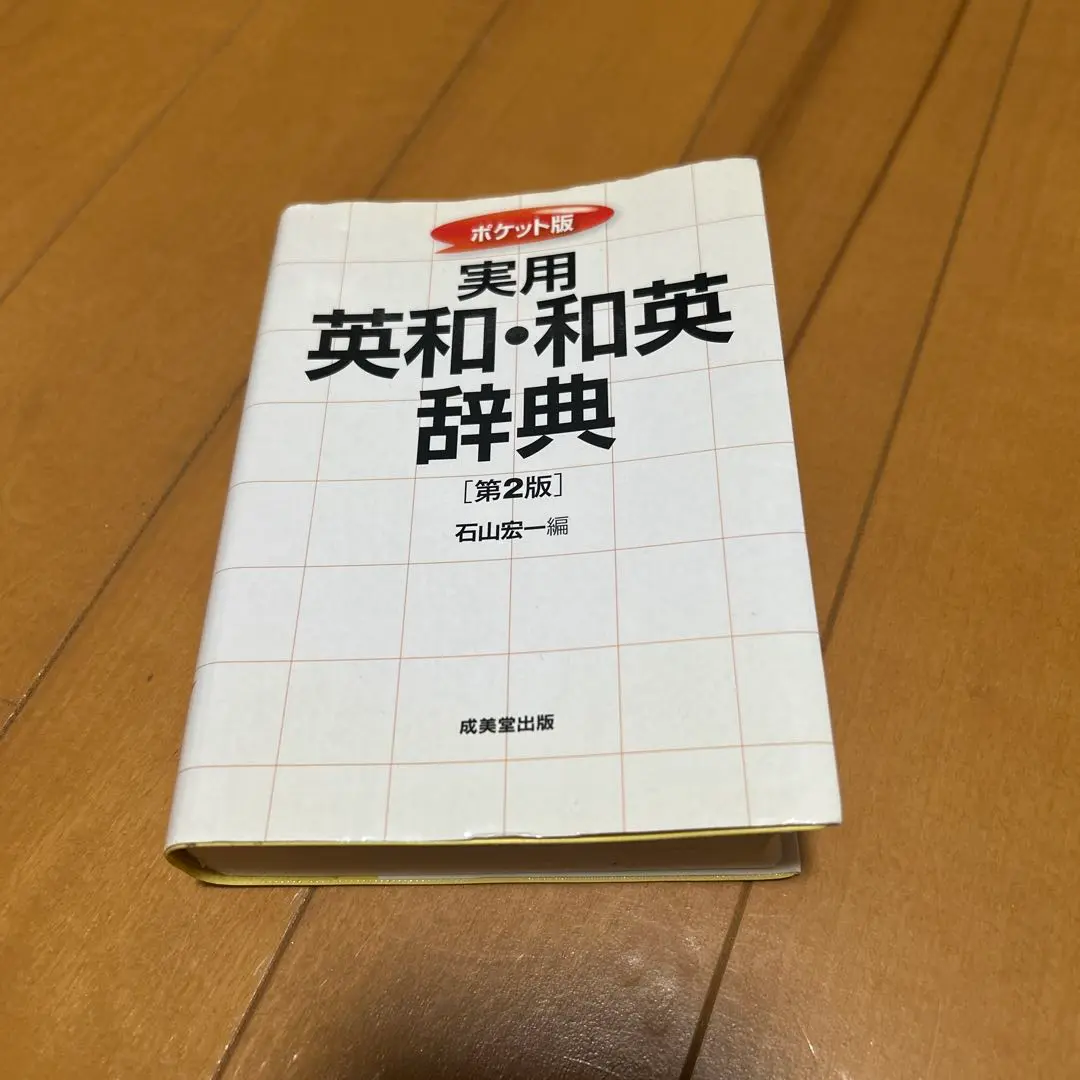 ポケット版
実用
英和・和英
辞典
［第2版］
石山宏一編
成美堂出版